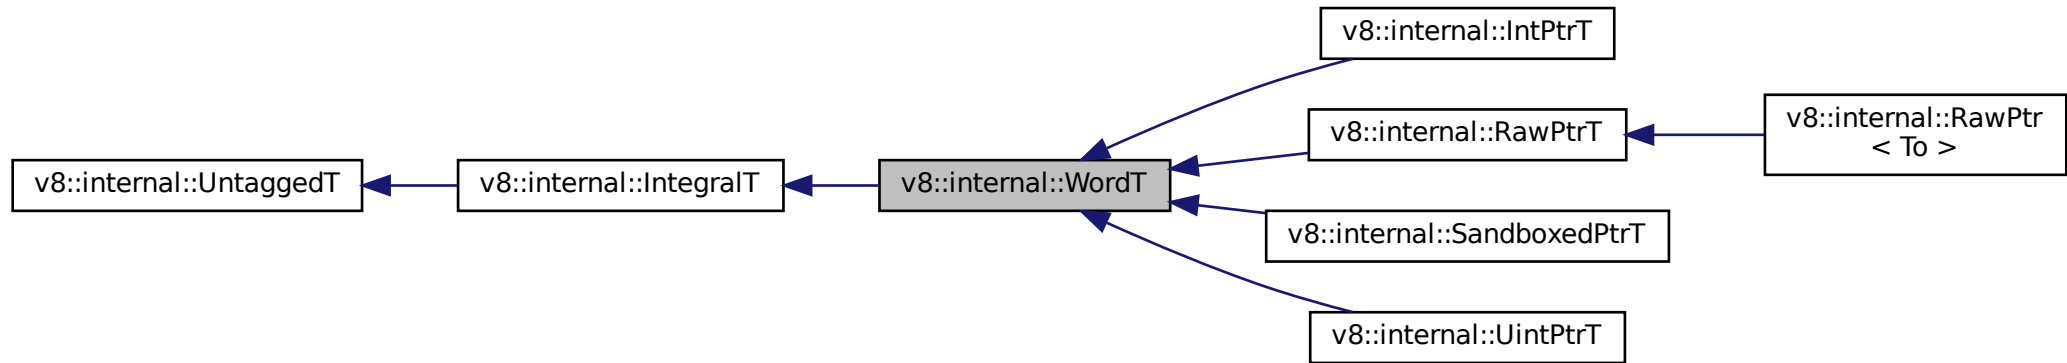 v8::internal::UntaggedT
v8::internal::IntegralT
v8::internal::WordT
v8::internal::IntPtrT
v8::internal::RawPtrT
v8::internal::RawPtr
< To >
v8::internal::SandboxedPtrT
v8::internal::UintPtrT